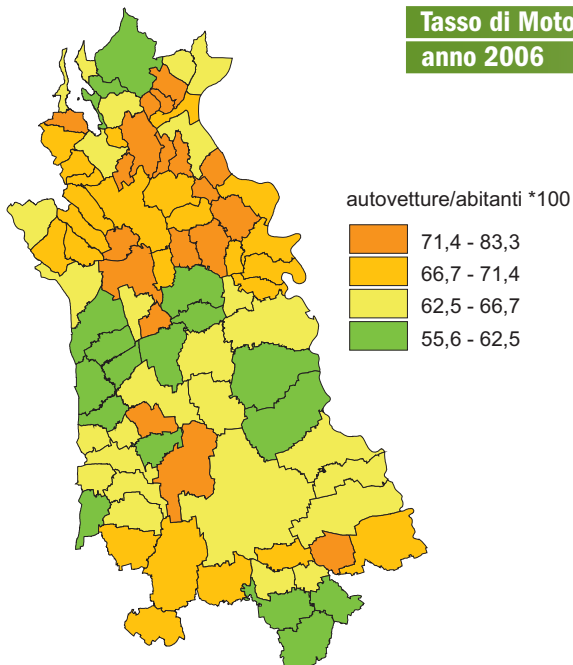 Tasso di Moto
anno 2006
autovetture/abitanti *100
71,4 - 83,3
66,7 - 71,4
62,5 - 66,7
55,6 - 62,5